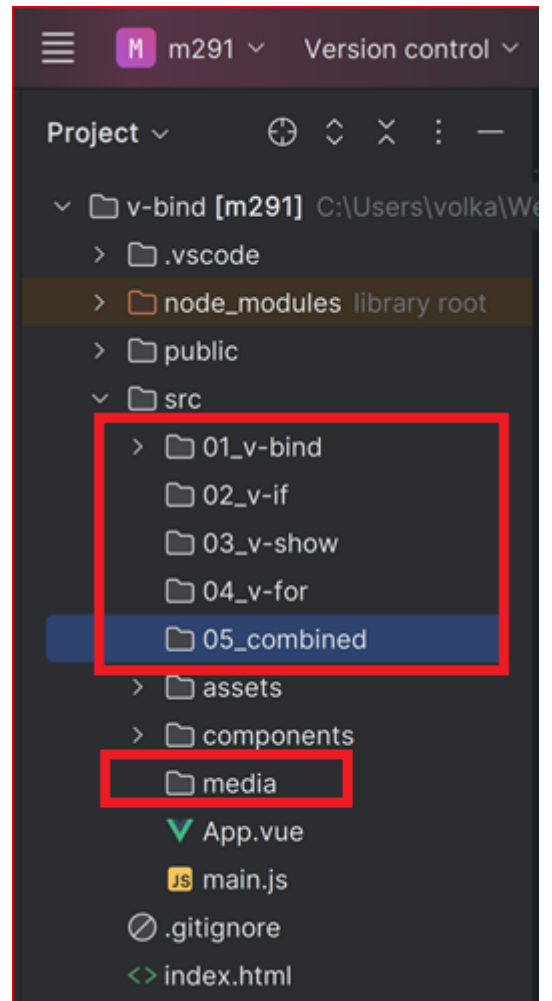 M m291 Version control
Project
v-bind [m291] C:\Users\volka\We
.vscode
node_modules library root
public
src
01_v-bind
02_v-if
03_v-show
04_v-for
05_combined
assets
components
media
App.vue
JS main.js
.gitignore
<> index.html